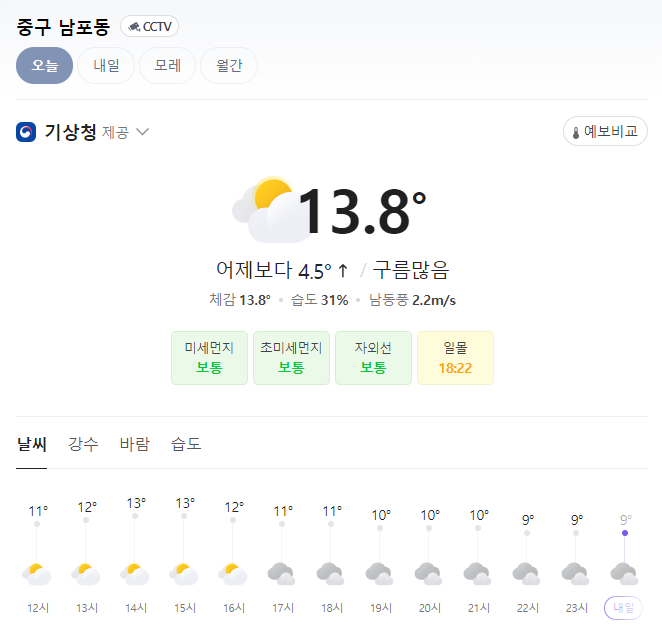 중구 남포동 CCTV
오늘 내일 모레 월간
기상청 제공 예보비교
13.8°
어제보다 4.5° ↑ / 구름많음
체감 13.8° • 습도 31% • 남동풍 2.2m/s
미세먼지 초미세먼지 자외선 일몰
보통 보통 보통 18:22
날씨 강수 바람 습도
11° 12° 13° 13° 12° 11° 11° 10° 10° 10° 9° 9° 9°
12시 13시 14시 15시 16시 17시 18시 19시 20시 21시 22시 23시 내일